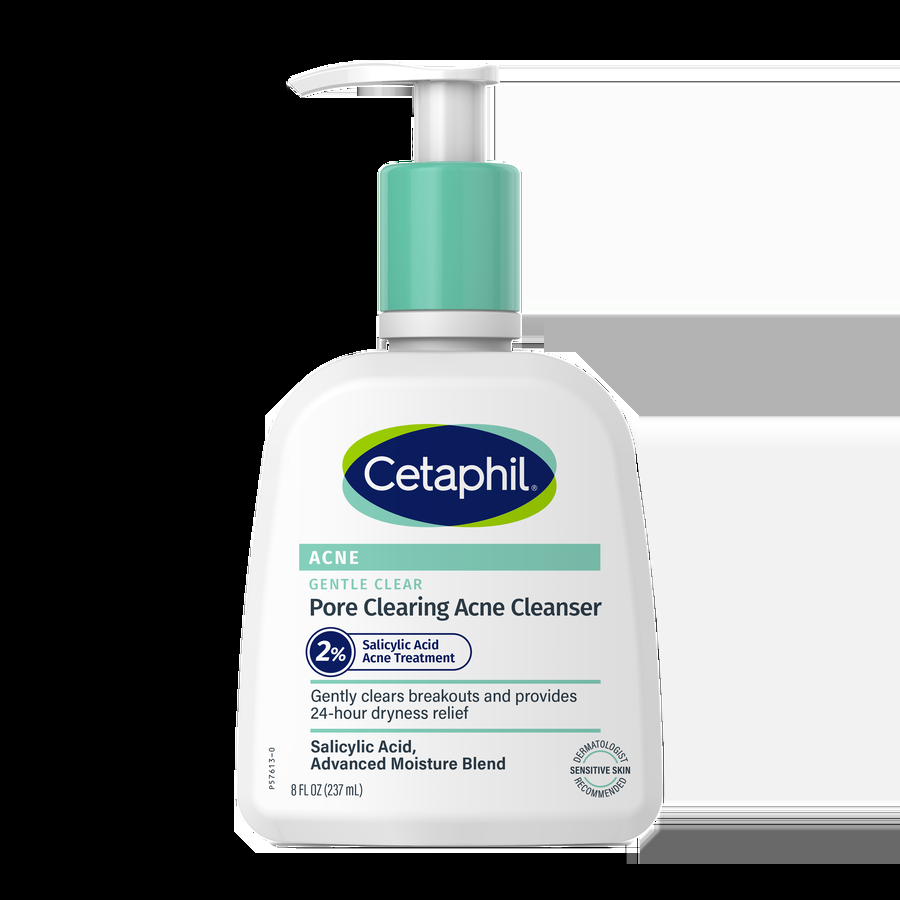 Cetaphil®
ACNE
GENTLE CLEAR
Pore Clearing Acne Cleanser
2%
Salicylic Acid
Acne Treatment
Gently clears breakouts and provides
24-hour dryness relief
Salicylic Acid,
Advanced Moisture Blend
DERMATOLOGIST
SENSITIVE SKIN
RECOMMENDED
P57613-0
8 FL OZ (237 mL)